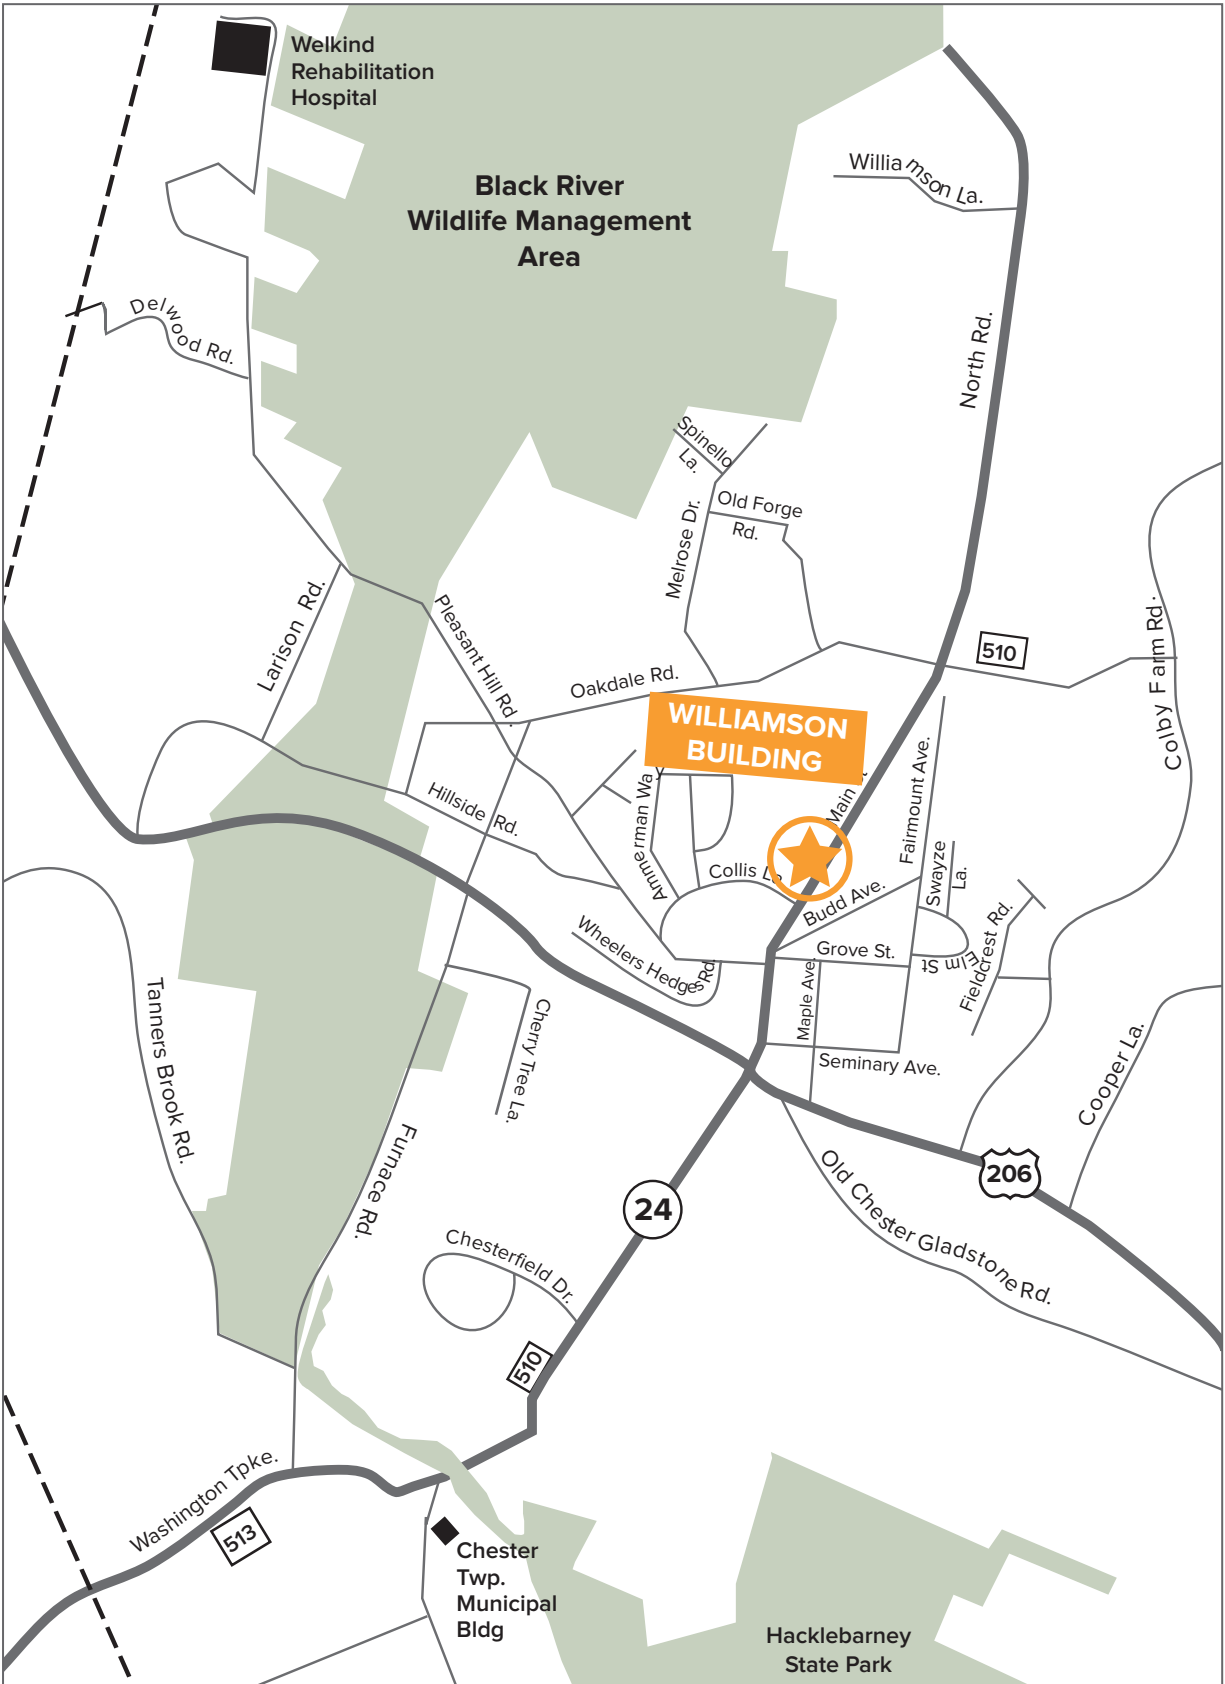 Welkind
Rehabilitation
Hospital
Black River
Wildlife Management
Area
Williamson La.
Delwood Rd.
North Rd.
Spinello
La.
Old Forge
Rd.
Melrose Dr.
Larison Rd.
Pleasant Hill Rd.
Oakdale Rd.
510
Colby Farm Rd.
WILLIAMSON
BUILDING
Main St
Fairmount Ave.
Hillside Rd.
Ammerman Way
Collis La.
Budd Ave.
Swayze
La.
Grove St.
Elm St
Fieldcrest Rd.
Wheelers Hedges Rd.
Maple Ave.
Seminary Ave.
Tanners Brook Rd.
Cherry Tree La.
Cooper La.
Furnace Rd.
206
24
Old Chester Gladstone Rd.
Chesterfield Dr.
510
Washington Tpke.
513
Chester
Twp.
Municipal
Bldg
Hacklebarney
State Park